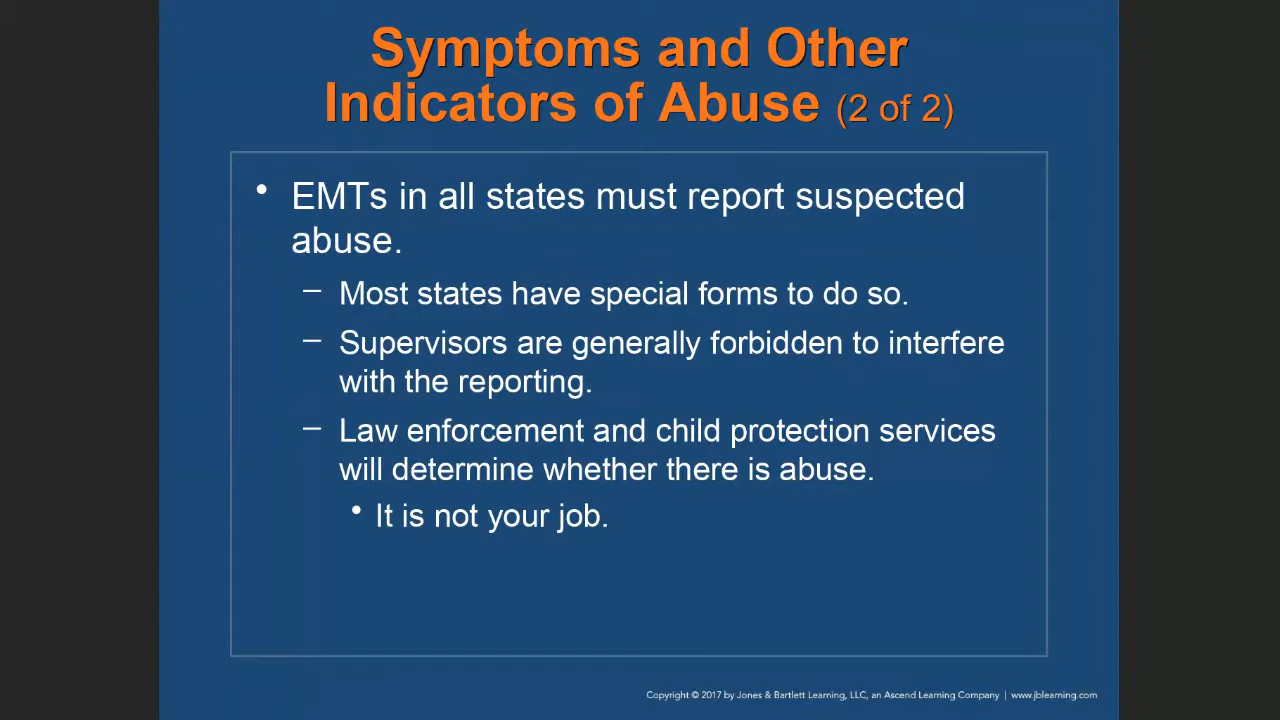 Symptoms and Other
Indicators of Abuse (2 of 2)
• EMTs in all states must report suspected
abuse.
– Most states have special forms to do so.
– Supervisors are generally forbidden to interfere
with the reporting.
– Law enforcement and child protection services
will determine whether there is abuse.
• It is not your job.
Copyright © 2017 by Jones & Bartlett Learning, LLC, an Ascend Learning Company | www.jblearning.com